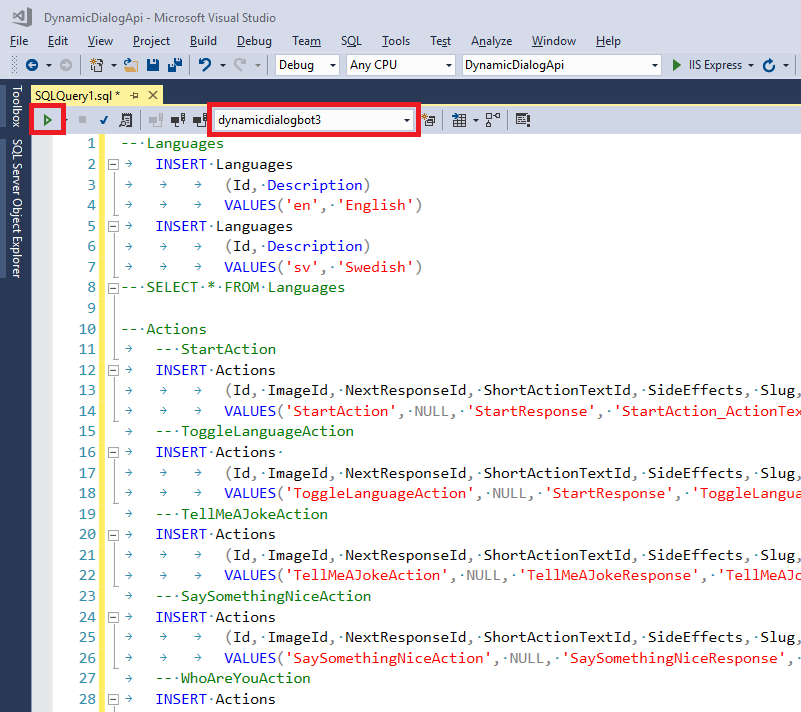 DynamicDialogApi - Microsoft Visual Studio
File Edit View Project Build Debug Team SQL Tools Test Analyze Window Help
Debug Any CPU DynamicDialogApi IIS Express
SQLQuery1.sql *
dynamicdialogbot3
Toolbox
SQL Server Object Explorer
1 -- Languages
2 INSERT Languages
3 (Id, Description)
4 VALUES('en', 'English')
5 INSERT Languages
6 (Id, Description)
7 VALUES('sv', 'Swedish')
8 -- SELECT * FROM Languages
9
10 -- Actions
11 -- StartAction
12 INSERT Actions
13 (Id, ImageId, NextResponseId, ShortActionTextId, SideEffects, Slug,
14 VALUES('StartAction', NULL, 'StartResponse', 'StartAction_ActionTex
15 -- ToggleLanguageAction
16 INSERT Actions
17 (Id, ImageId, NextResponseId, ShortActionTextId, SideEffects, Slug,
18 VALUES('ToggleLanguageAction', NULL, 'StartResponse', 'ToggleLangua
19 -- TellMeAJokeAction
20 INSERT Actions
21 (Id, ImageId, NextResponseId, ShortActionTextId, SideEffects, Slug,
22 VALUES('TellMeAJokeAction', NULL, 'TellMeAJokeResponse', 'TellMeAJo
23 -- SaySomethingNiceAction
24 INSERT Actions
25 (Id, ImageId, NextResponseId, ShortActionTextId, SideEffects, Slug,
26 VALUES('SaySomethingNiceAction', NULL, 'SaySomethingNiceResponse',
27 -- WhoAreYouAction
28 INSERT Actions